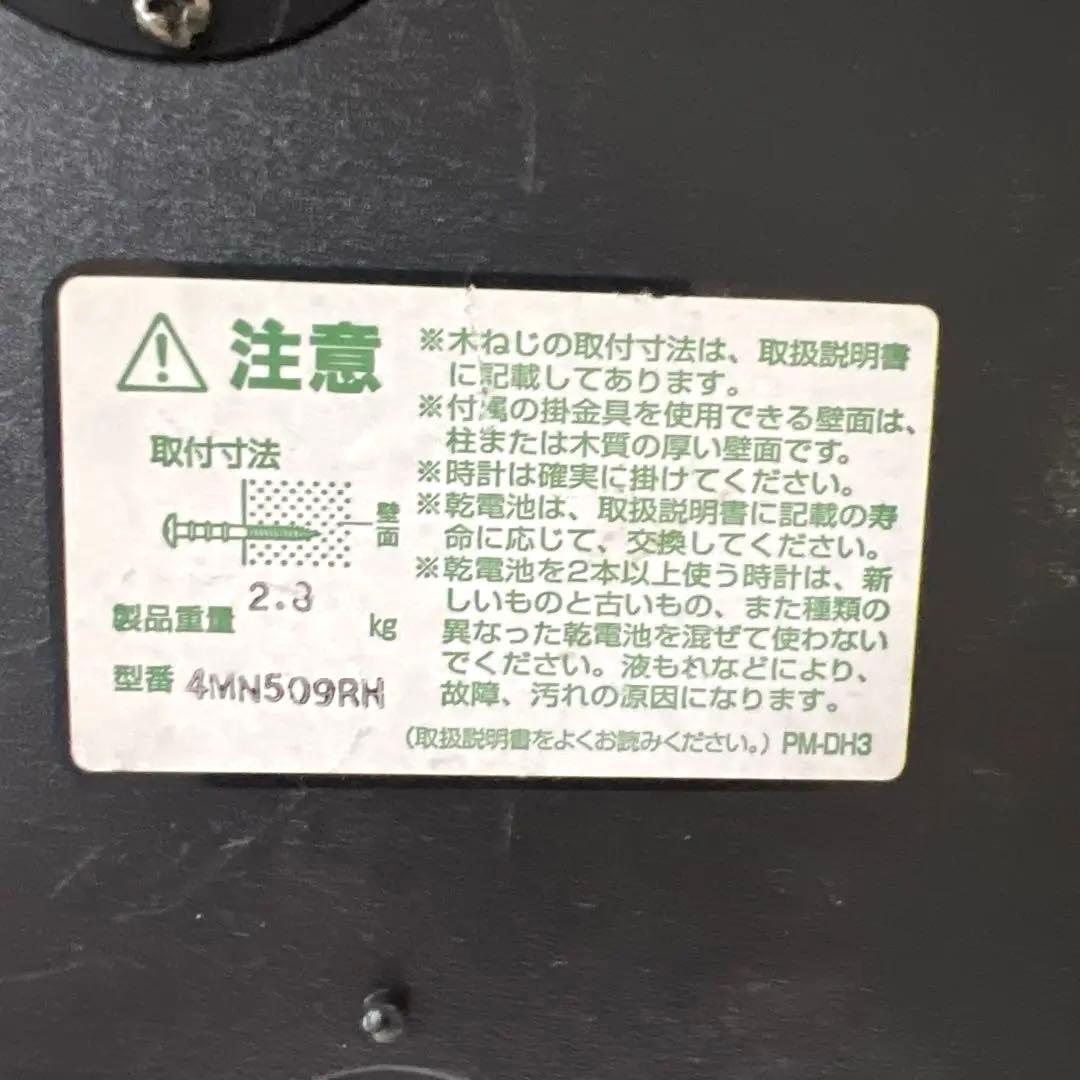 注意
取付寸法
壁面
製品重量 2.8 kg
型番 4MN509RH
※木ねじの取付寸法は、取扱説明書
に記載してあります。
※付属の掛金具を使用できる壁面は、
柱または木質の厚い壁面です。
※時計は確実に掛けてください。
※乾電池は、取扱説明書に記載の寿
命に応じて、交換してください。
※乾電池を2本以上使う時計は、新
しいものと古いもの、また種類の
異なった乾電池を混ぜて使わない
でください。液もれなどにより、
故障、汚れの原因になります。
(取扱説明書をよくお読みください。) PM-DH3